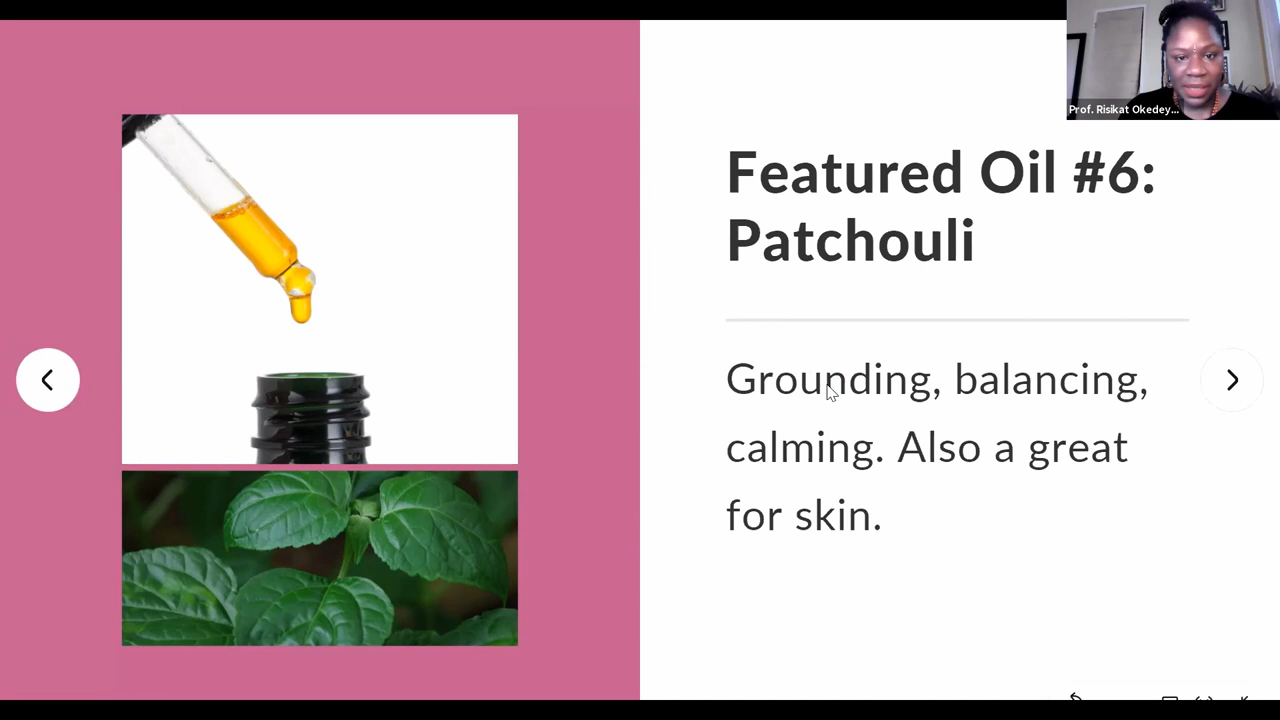 Prof. Risikat Okedey...
Featured Oil #6:
Patchouli
Grounding, balancing,
calming. Also a great
for skin.